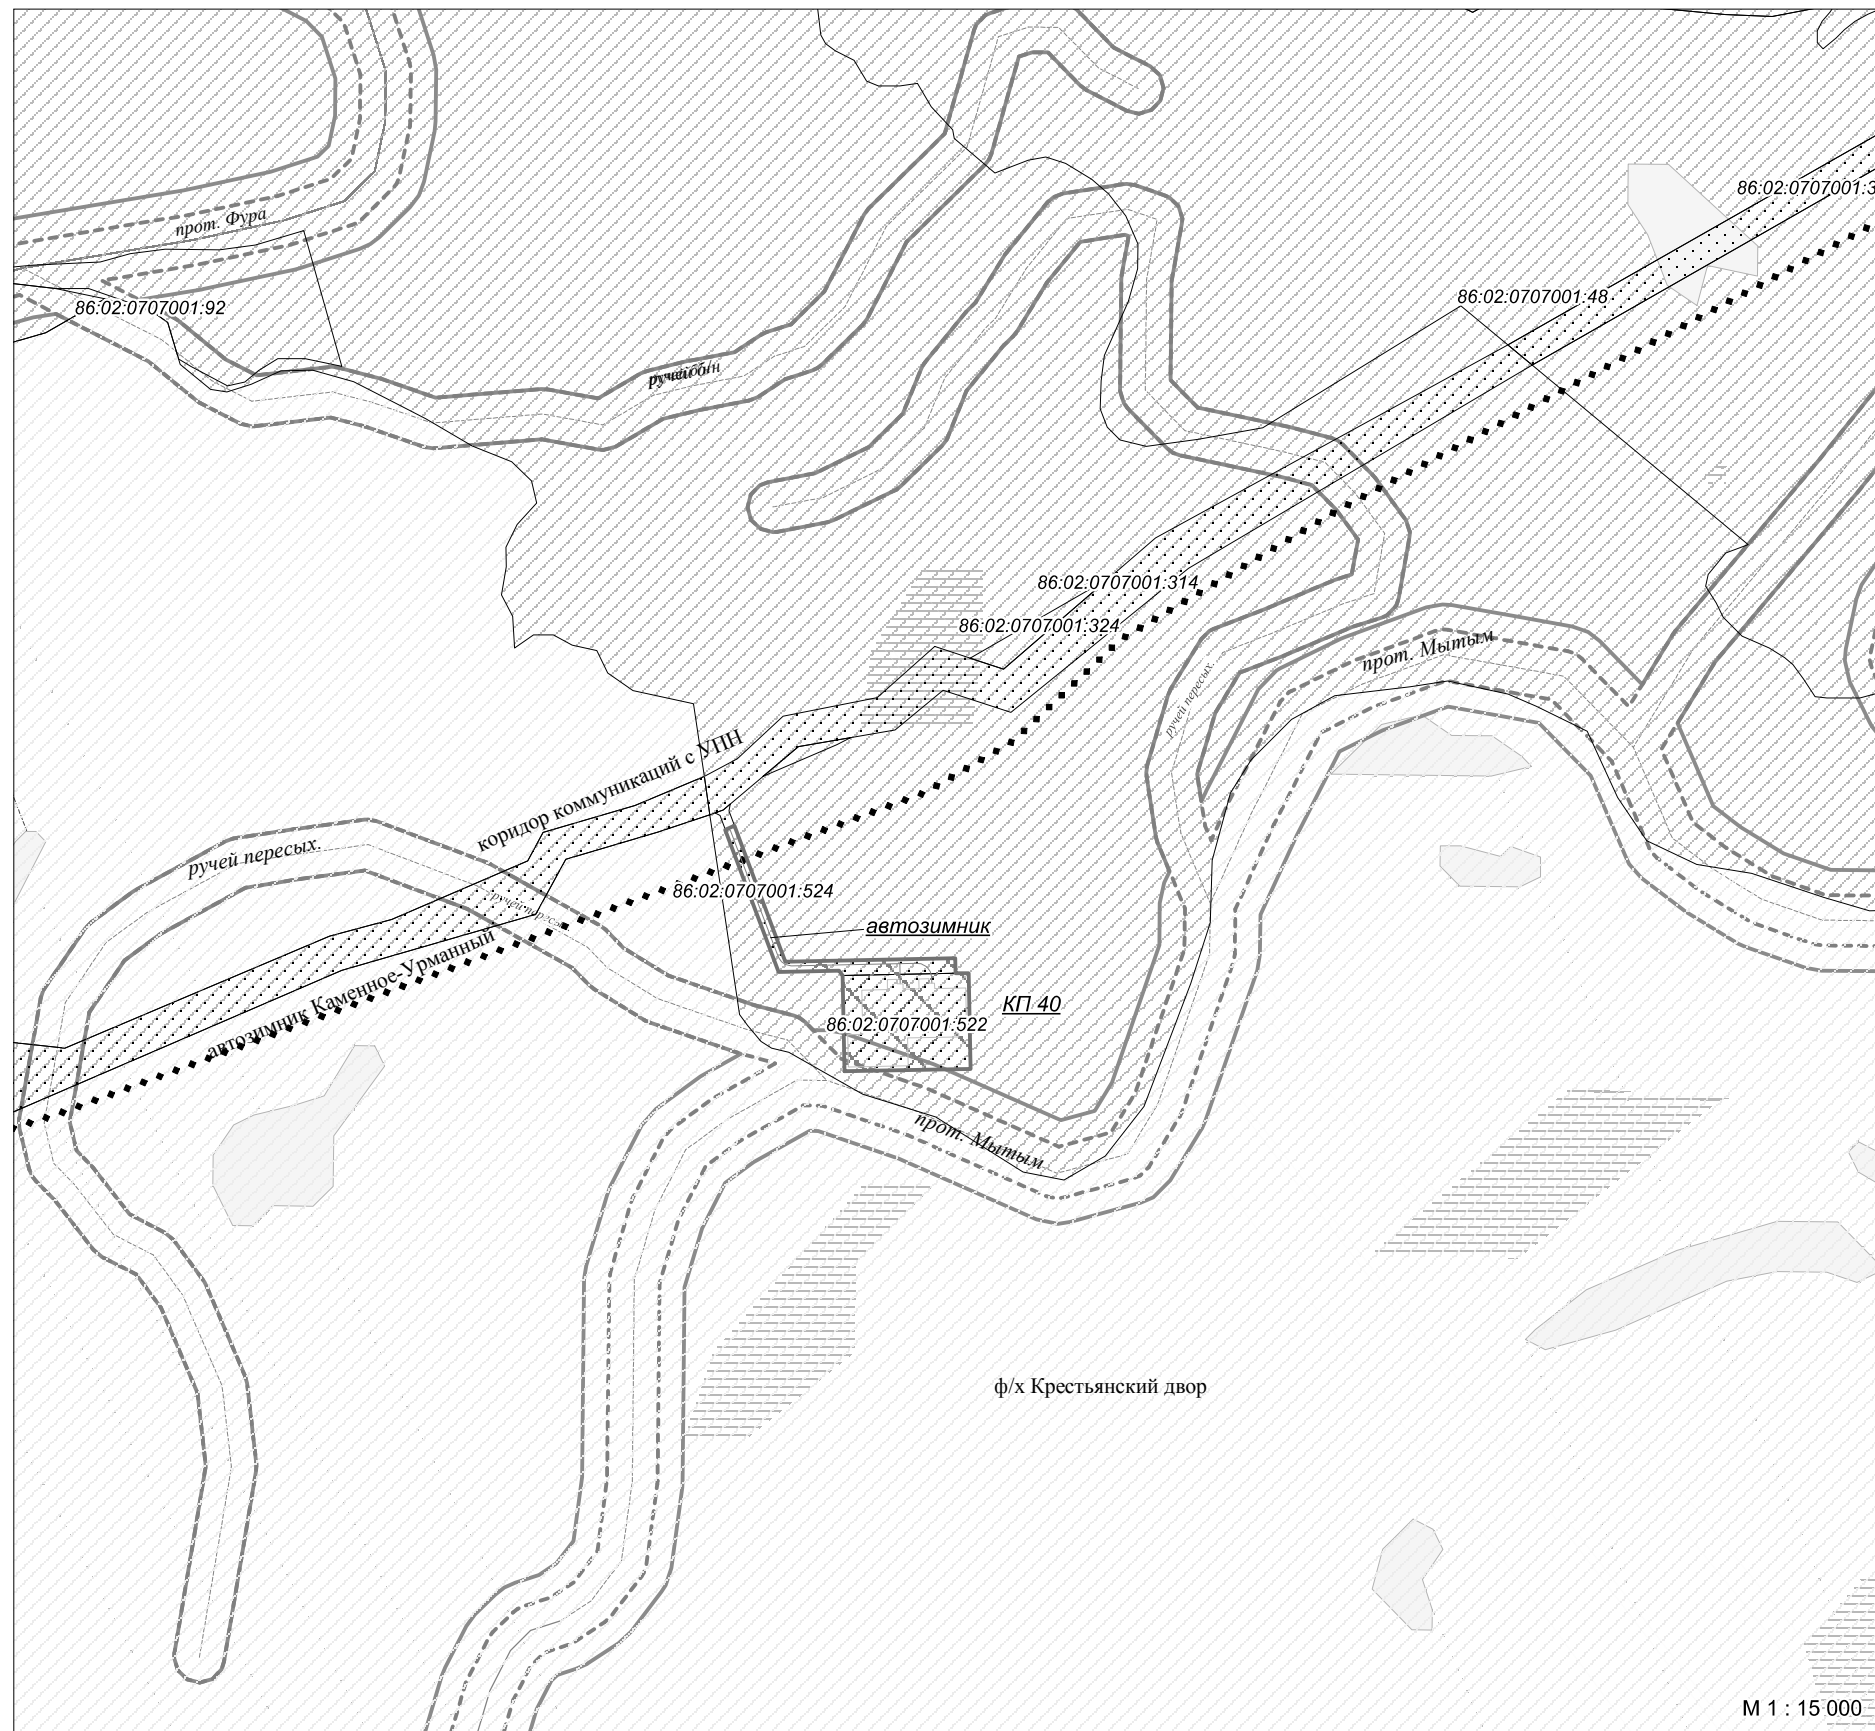 86:02:0707001:3
прот. Фура
86:02:0707001:92
86:02:0707001:48
ручей
86:02:0707001:314
86:02:0707001:324
прот. Мытым
ручей пересых.
коридор коммуникаций с УПН
ручей пересых.
86:02:0707001:524
автозимник
автозимник Каменное-Урманный
КП 40
86:02:0707001:522
прот. Мытым
ф/х Крестьянский двор
М 1 : 15 000